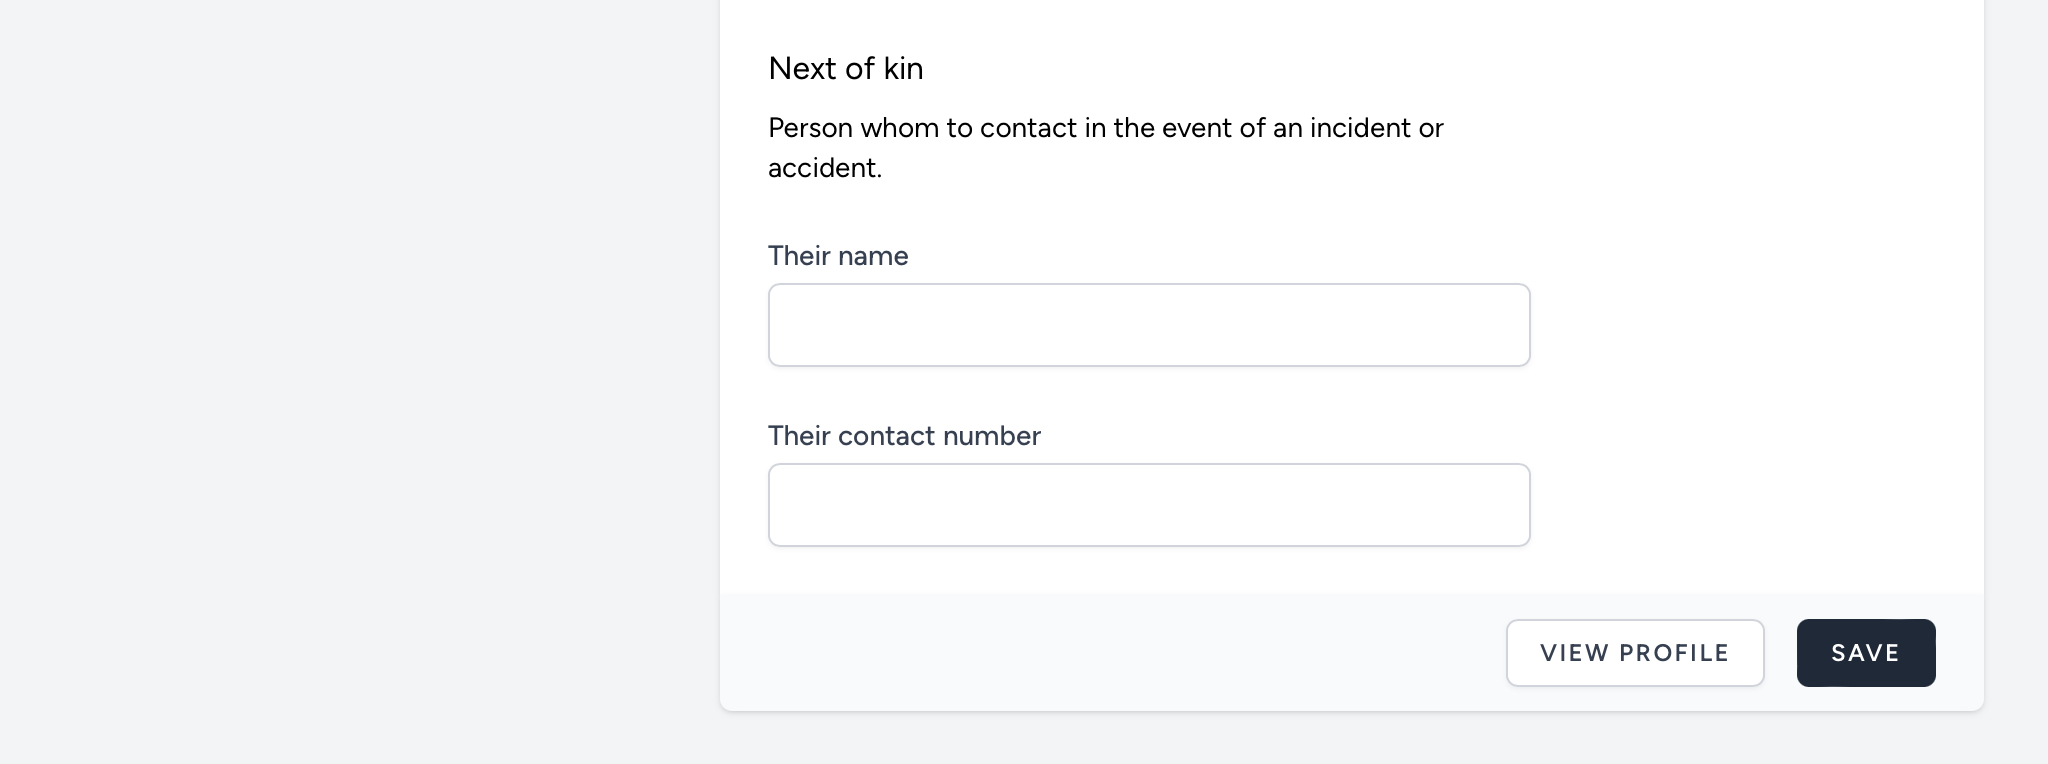 Next of kin
Person whom to contact in the event of an incident or
accident.
Their name
Their contact number
VIEW PROFILE
SAVE